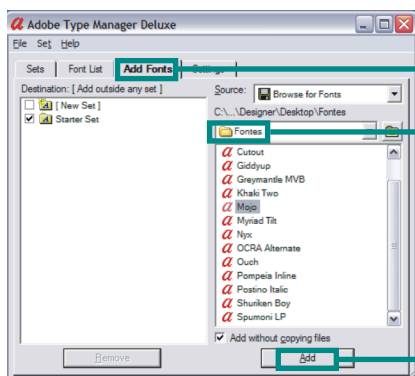 Adobe Type Manager Deluxe
File Set Help
Sets Font List Add Fonts
Destination: [ Add outside any set ]
[ New Set ]
Starter Set
Source: Browse for Fonts
C:\...\Designer\Desktop\Fontes
Fontes
Cutout
Giddyup
Greymantle MVB
Khaki Two
Mojo
Myriad Tilt
Nyx
OCRA Alternate
Ouch
Pompeia Inline
Postino Italic
Shuriken Boy
Spumoni LP
Add without copying files
Remove
Add